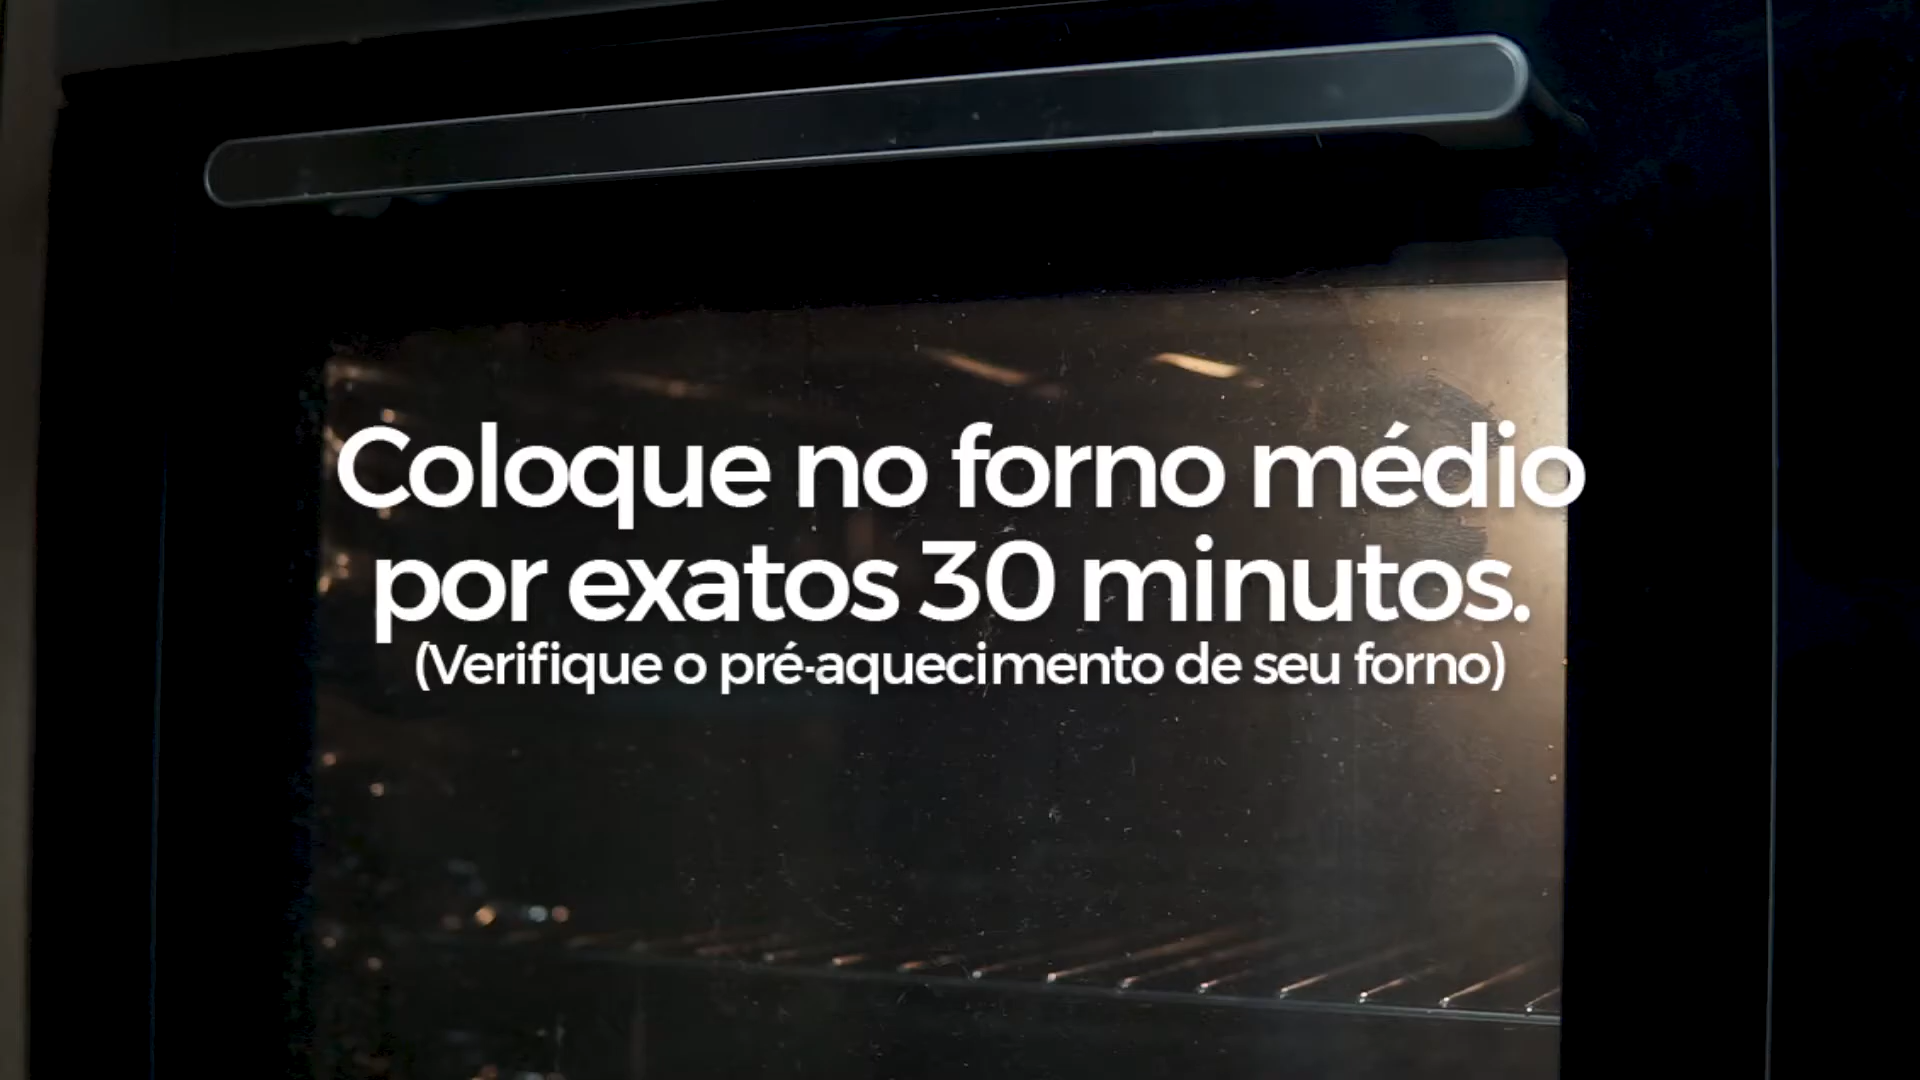 Coloque no forno médio
por exatos 30 minutos.
(Verifique o pré-aquecimento de seu forno)